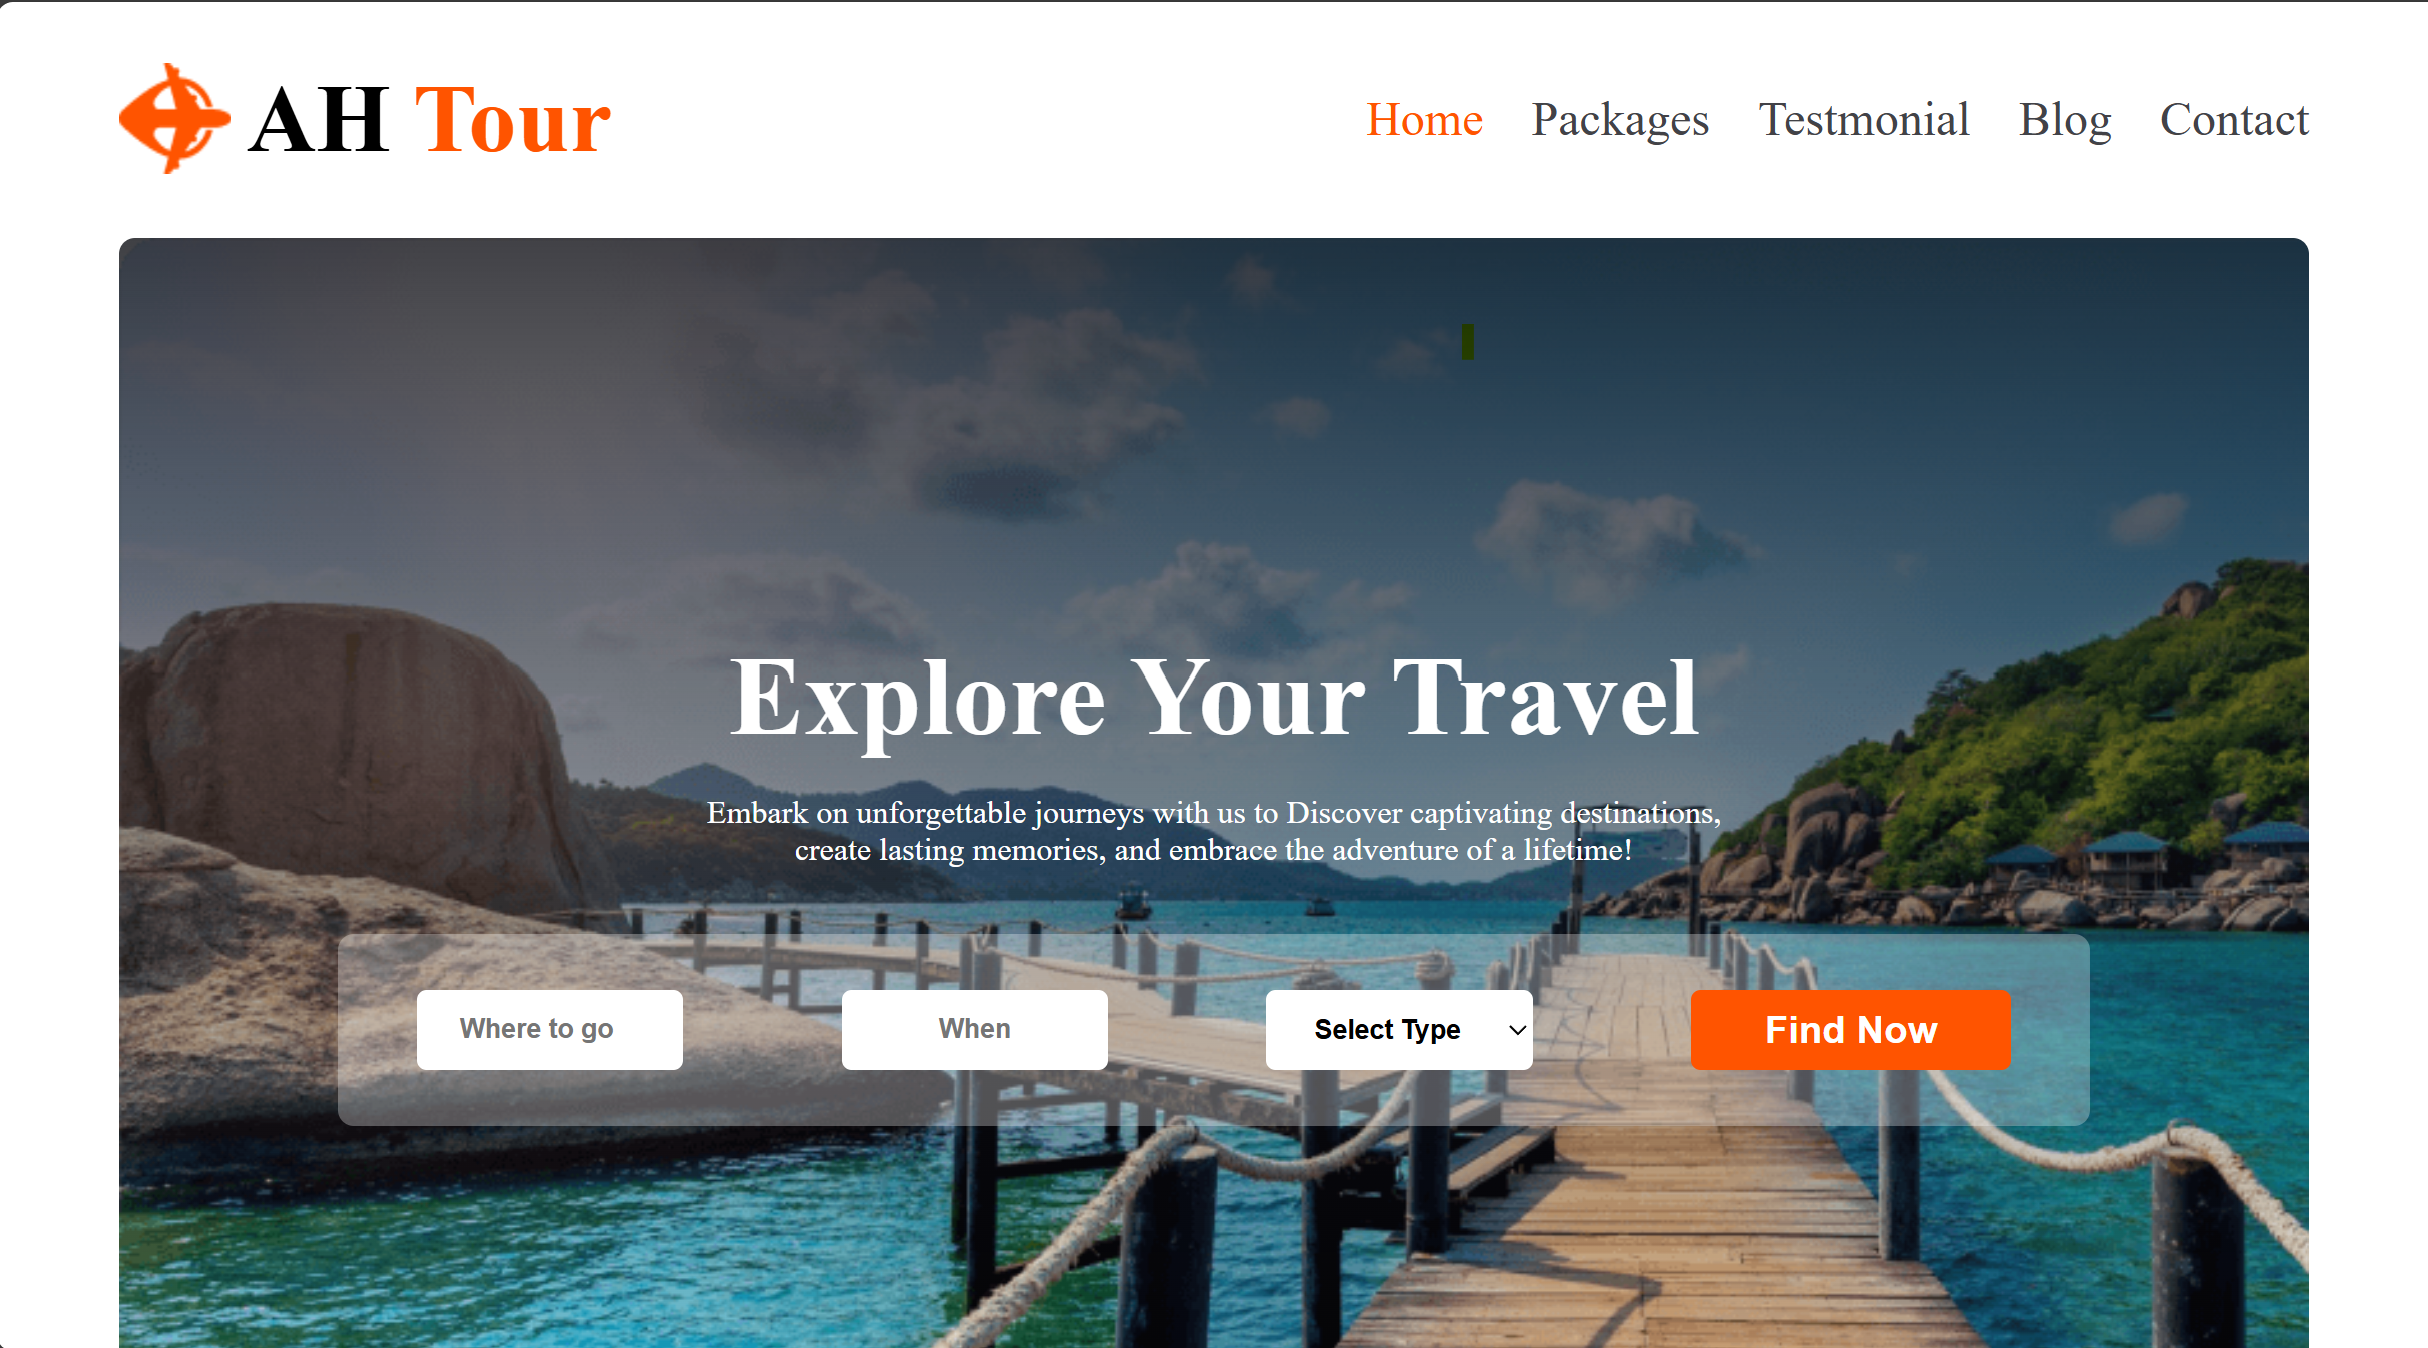 AH Tour
Home Packages Testmonial Blog Contact
Explore Your Travel
Embark on unforgettable journeys with us to Discover captivating destinations,
create lasting memories, and embrace the adventure of a lifetime!
Where to go
When
Select Type
Find Now